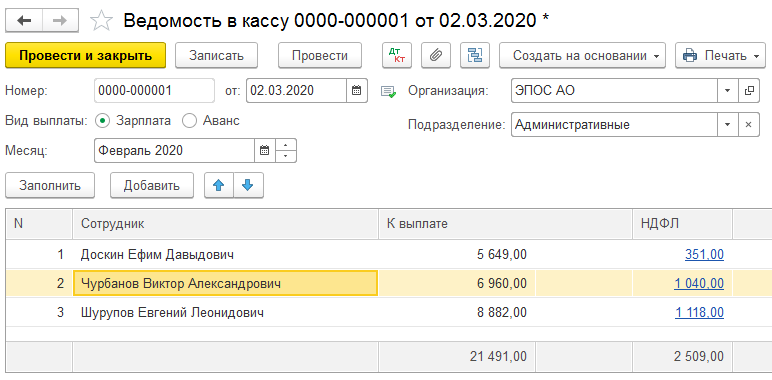 Ведомость в кассу 0000-000001 от 02.03.2020 *
Провести и закрыть Записать Провести Дт Кт Создать на основании Печать
Номер: 0000-000001 от: 02.03.2020 Организация: ЭПОС АО
Вид выплаты: Зарплата Аванс Подразделение: Административные
Месяц: Февраль 2020
Заполнить Добавить
N Сотрудник К выплате НДФЛ
1 Доскин Ефим Давыдович 5 649,00 351,00
2 Чурбанов Виктор Александрович 6 960,00 1 040,00
3 Шурупов Евгений Леонидович 8 882,00 1 118,00
21 491,00 2 509,00